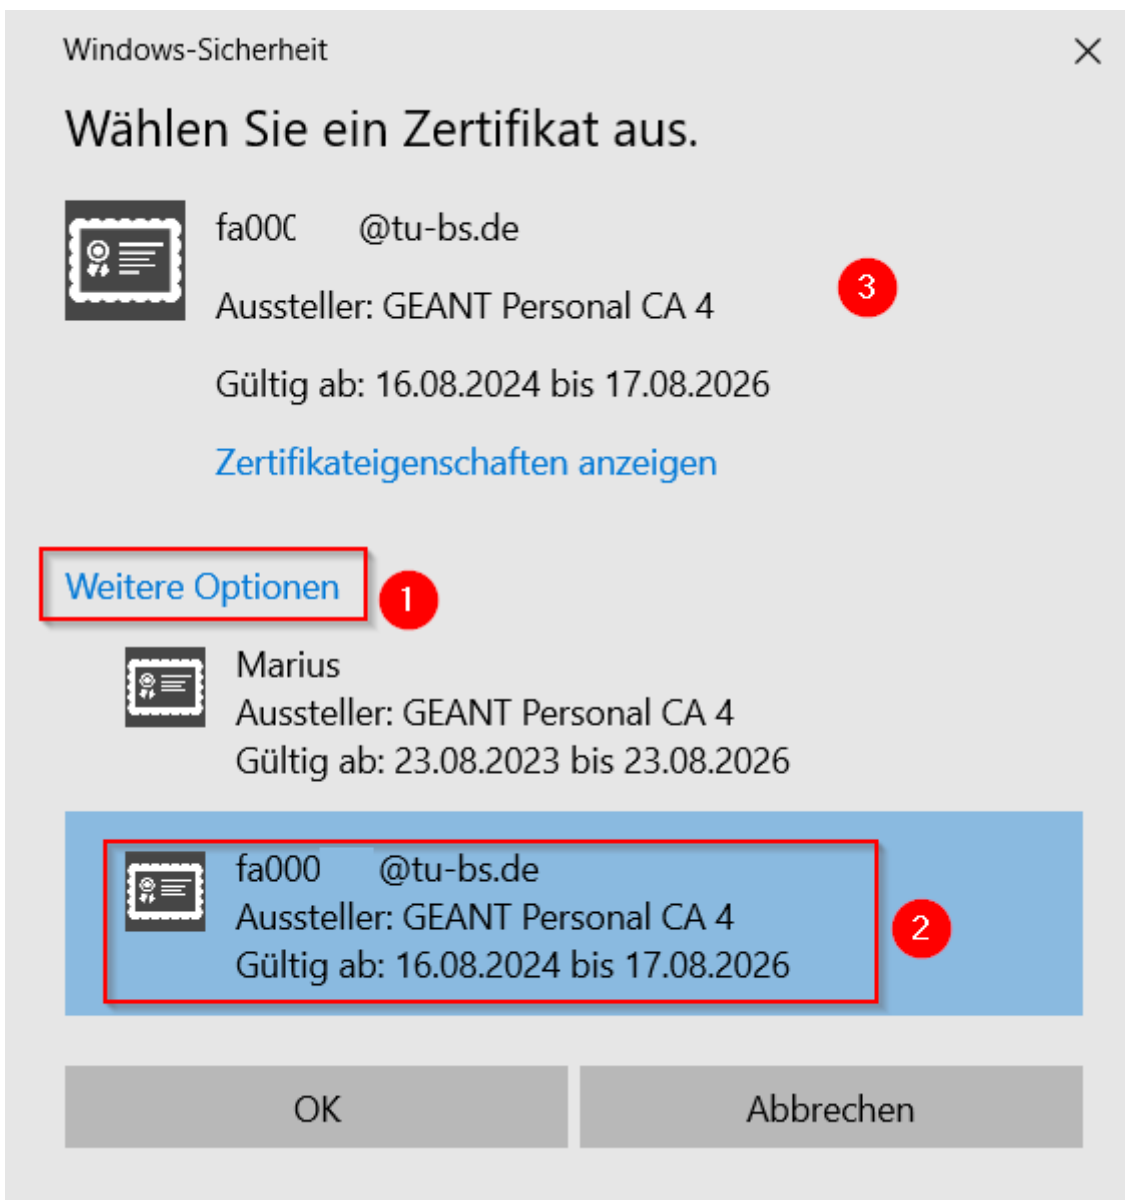 Windows-Sicherheit
Wählen Sie ein Zertifikat aus.
fa000 @tu-bs.de
Aussteller: GEANT Personal CA 4
3
Gültig ab: 16.08.2024 bis 17.08.2026
Zertifikateigenschaften anzeigen
Weitere Optionen
1
Marius
Aussteller: GEANT Personal CA 4
Gültig ab: 23.08.2023 bis 23.08.2026
fa000 @tu-bs.de
Aussteller: GEANT Personal CA 4
2
Gültig ab: 16.08.2024 bis 17.08.2026
OK Abbrechen